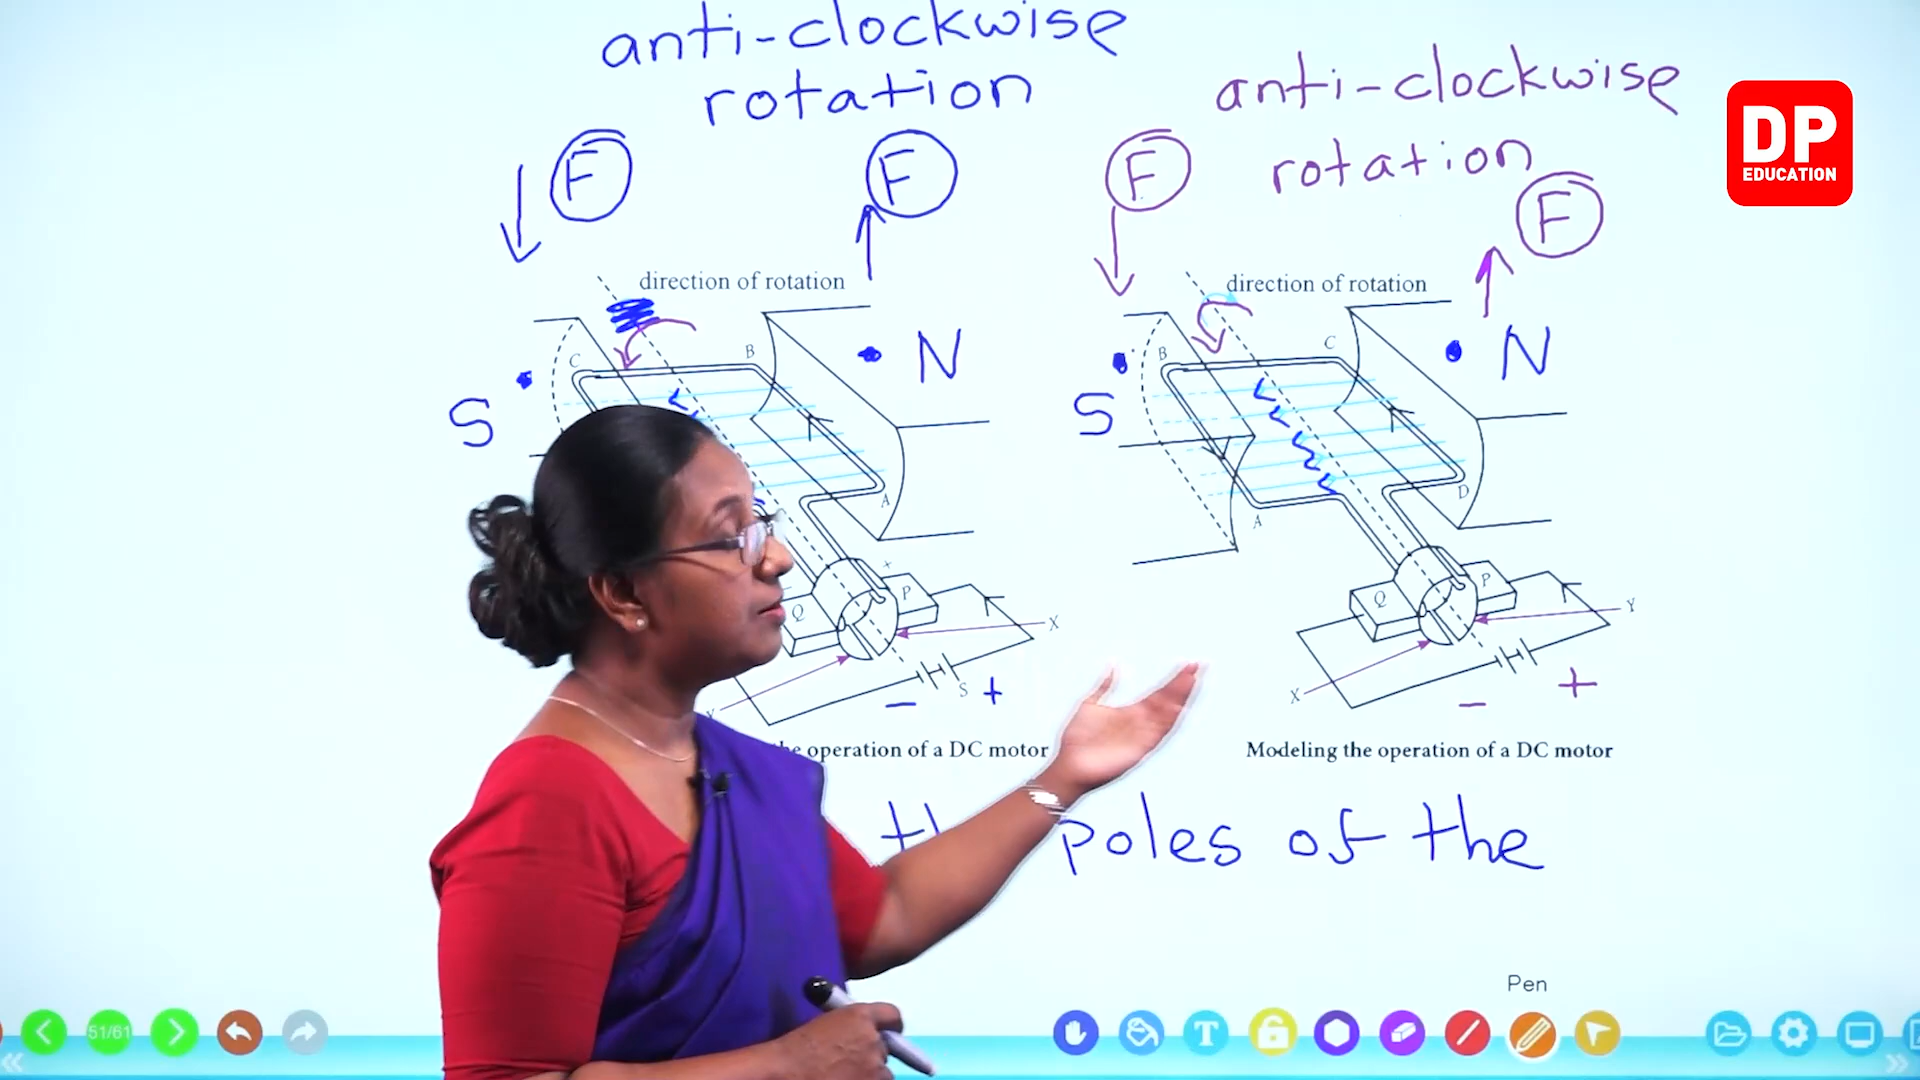 anti-clockwise
rotation
anti-clockwise
rotation
DP
EDUCATION
F
F
F
F
direction of rotation
direction of rotation
S
C
B
N
A
S
B
C
N
A
D
Q
P
+
X
S
-
+
Q
P
Y
X
-
+
operation of a DC motor
Modeling the operation of a DC motor
poles of the
Pen
51/61
T